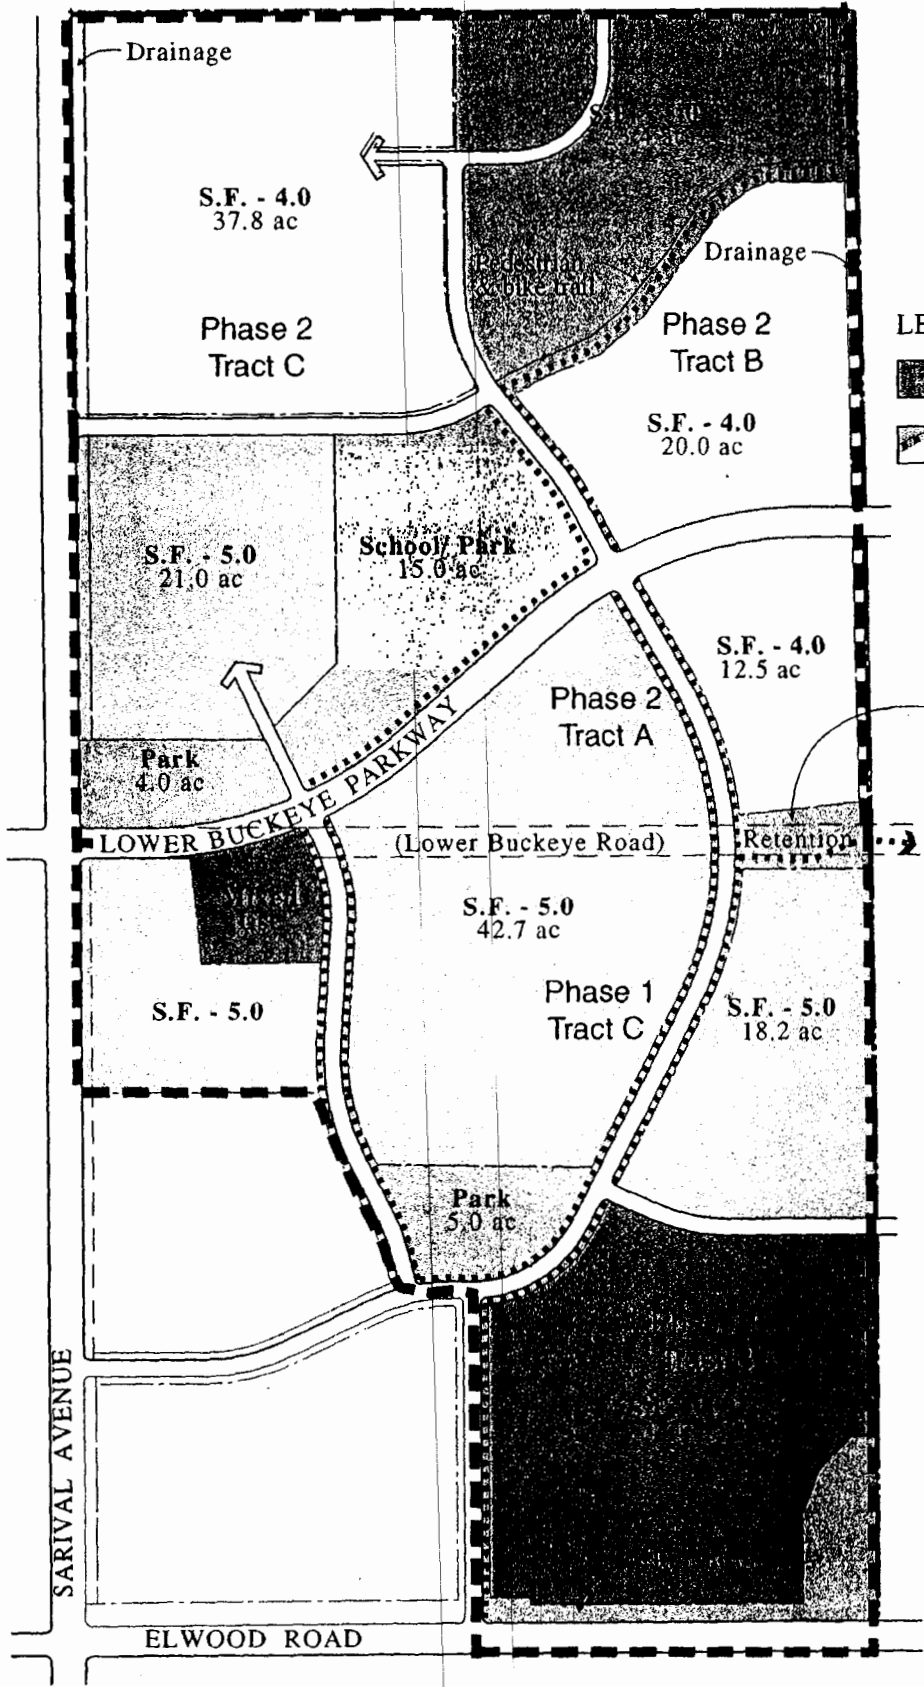 Drainage
S.F. - 4.0
37.8 ac
Pedestrian
& bike trail
Drainage
Phase 2
Tract C
Phase 2
Tract B
LE
S.F. - 4.0
20.0 ac
S.F. - 5.0
21.0 ac
School/ Park
15.0 ac
S.F. - 4.0
12.5 ac
Phase 2
Tract A
Park
4.0 ac
LOWER BUCKEYE PARKWAY
(Lower Buckeye Road)
Retention
Mixed
Use
S.F. - 5.0
42.7 ac
S.F. - 5.0
Phase 1
Tract C
S.F. - 5.0
18.2 ac
Park
5.0 ac
SARIVAL AVENUE
ELWOOD ROAD